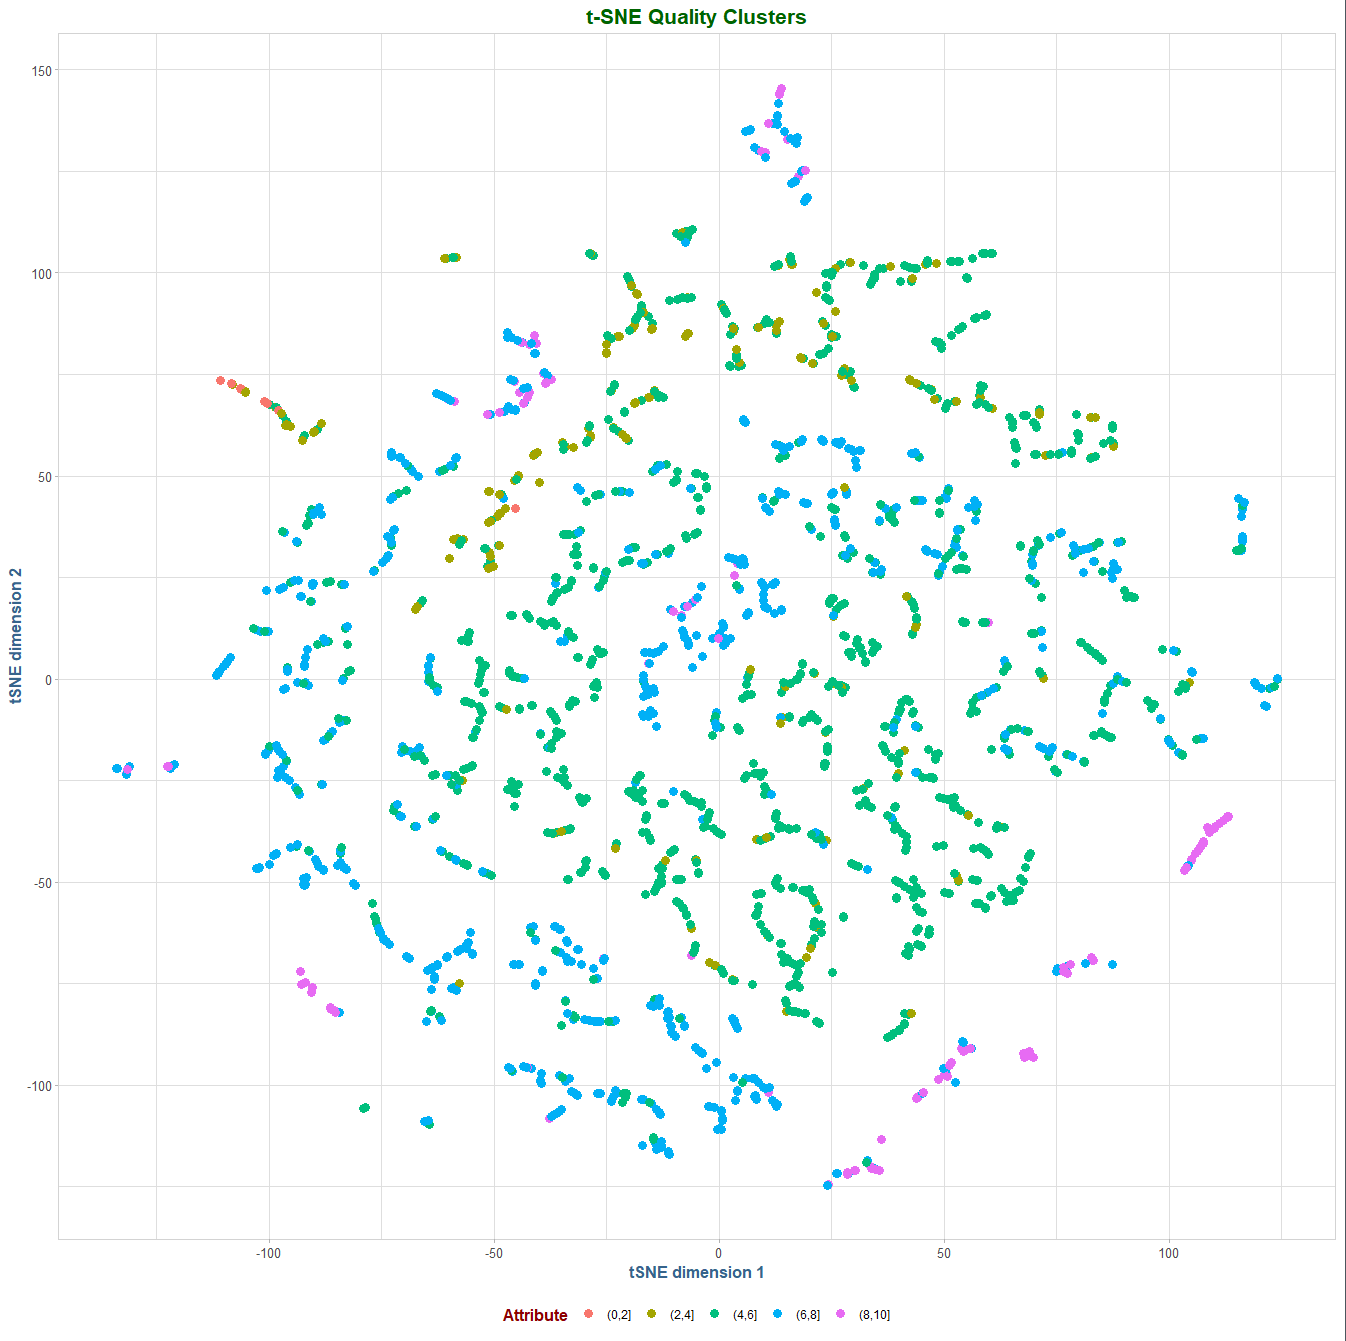 t-SNE Quality Clusters
150
100
50
0
-50
-100
tSNE dimension 2
-100 -50 0 50 100
tSNE dimension 1
Attribute (0,2] (2,4] (4,6] (6,8] (8,10]